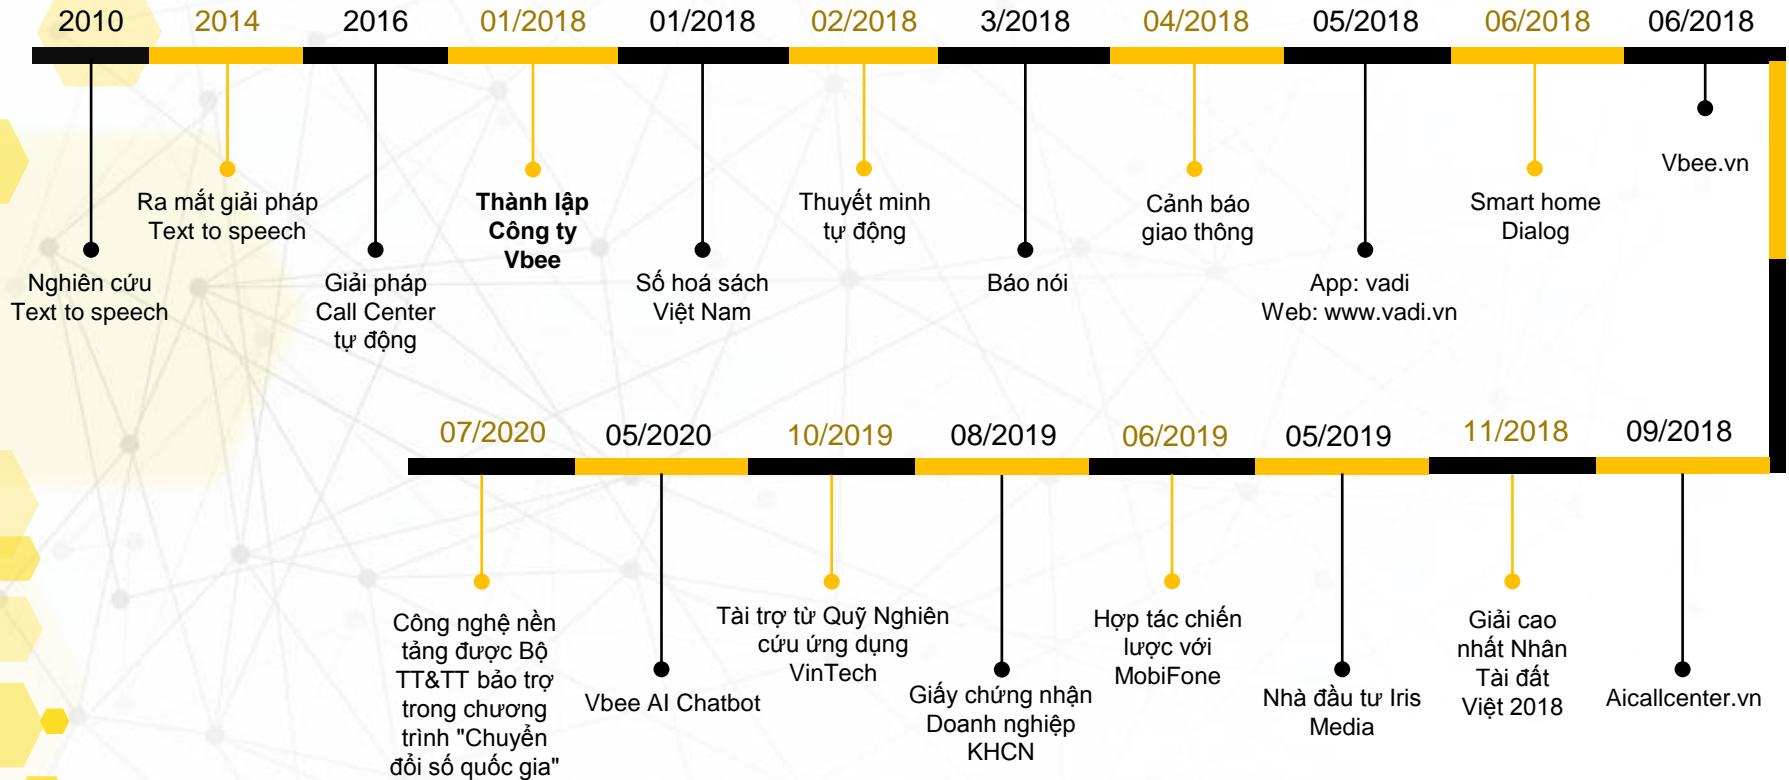 2010
Nghiên cứu
Text to speech
2014
Ra mắt giải pháp
Text to speech
2016
Giải pháp
Call Center
tự động
01/2018
Thành lập
Công ty
Vbee
01/2018
Số hoá sách
Việt Nam
02/2018
Thuyết minh
tự động
3/2018
Báo nói
04/2018
Cảnh báo
giao thông
05/2018
App: vadi
Web: www.vadi.vn
06/2018
Smart home
Dialog
06/2018
Vbee.vn
07/2020
Công nghệ nền
tảng được Bộ
TT&TT bảo trợ
trong chương
trình "Chuyển
đổi số quốc gia"
05/2020
Vbee AI Chatbot
10/2019
Tài trợ từ Quỹ Nghiên
cứu ứng dụng
VinTech
08/2019
Giấy chứng nhận
Doanh nghiệp
KHCN
06/2019
Hợp tác chiến
lược với
MobiFone
05/2019
Nhà đầu tư Iris
Media
11/2018
Giải cao
nhất Nhân
Tài đất
Việt 2018
09/2018
Aicallcenter.vn